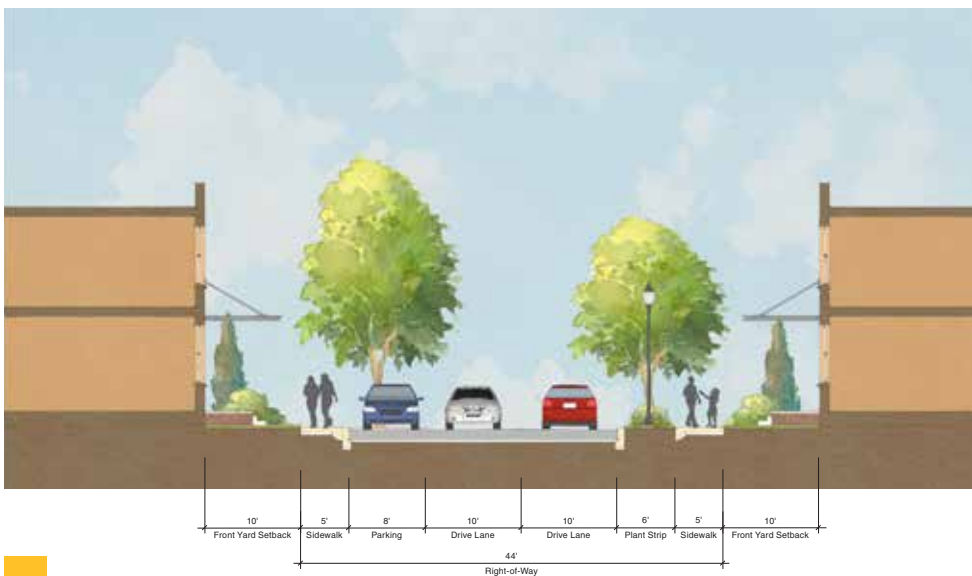 10' 5' 8' 10' 10' 6' 5' 10'
Front Yard Setback Sidewalk Parking Drive Lane Drive Lane Plant Strip Sidewalk Front Yard Setback
44'
Right-of-Way